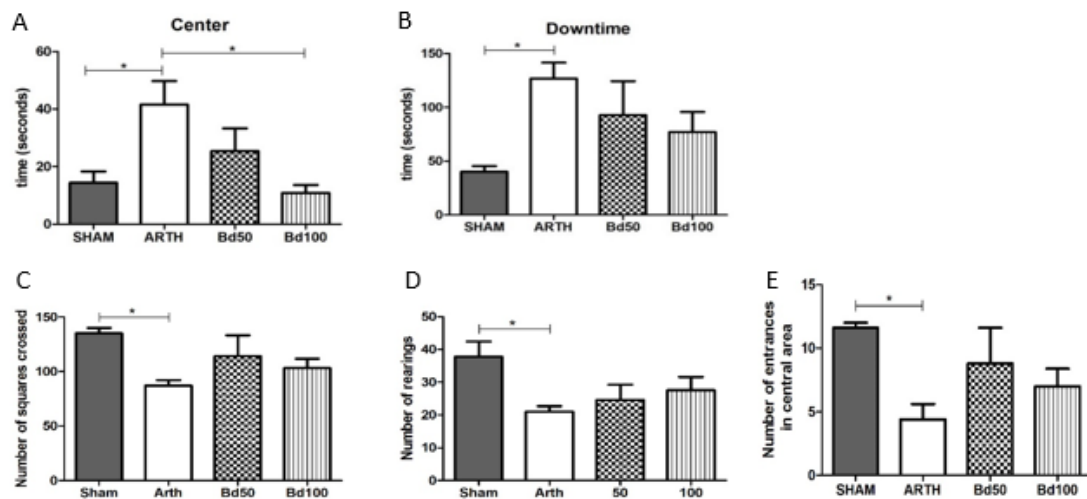 A
Center
time (seconds)
60
40
20
0
*
*
SHAM ARTH Bd50 Bd100
B
Downtime
time (seconds)
150
100
50
0
*
SHAM ARTH Bd50 Bd100
C
Number of squares crossed
150
100
50
0
*
Sham Arth Bd50 Bd100
D
Number of rearings
50
40
30
20
10
0
*
Sham Arth 50 100
E
Number of entrances
in central area
15
10
5
0
*
SHAM ARTH Bd50 Bd100